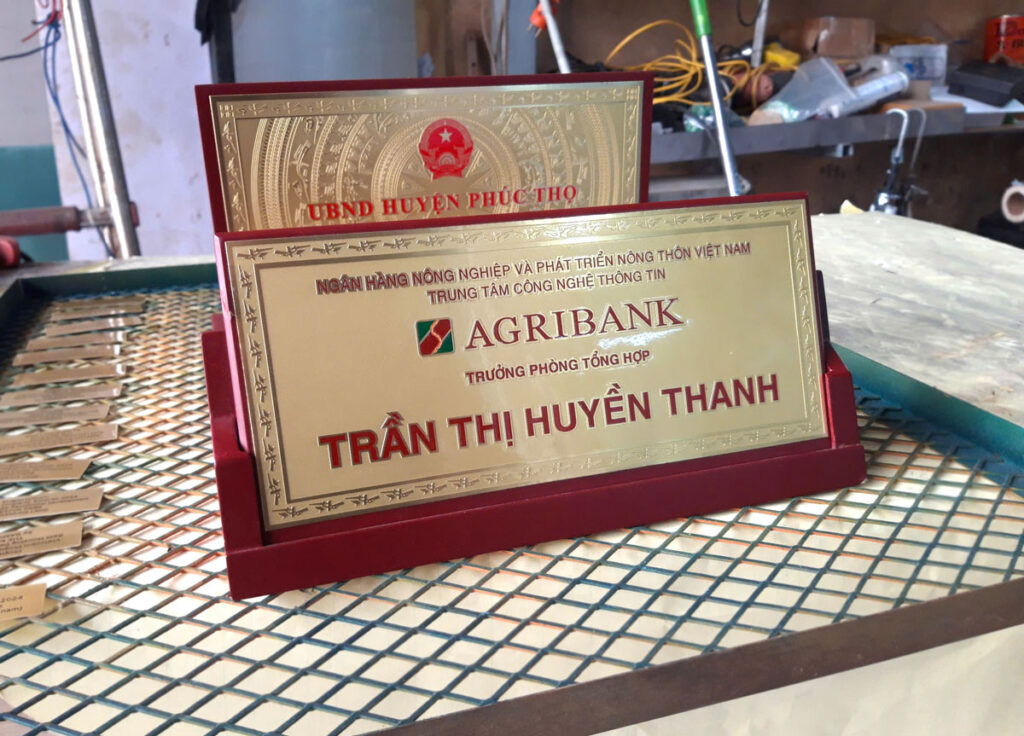 UBND HUYỆN PHÚC THỌ
NGÂN HÀNG NÔNG NGHIỆP VÀ PHÁT TRIỂN NÔNG THÔN VIỆT NAM
TRUNG TÂM CÔNG NGHỆ THÔNG TIN
AGRIBANK
TRƯỞNG PHÒNG TỔNG HỢP
TRẦN THỊ HUYỀN THANH
2024